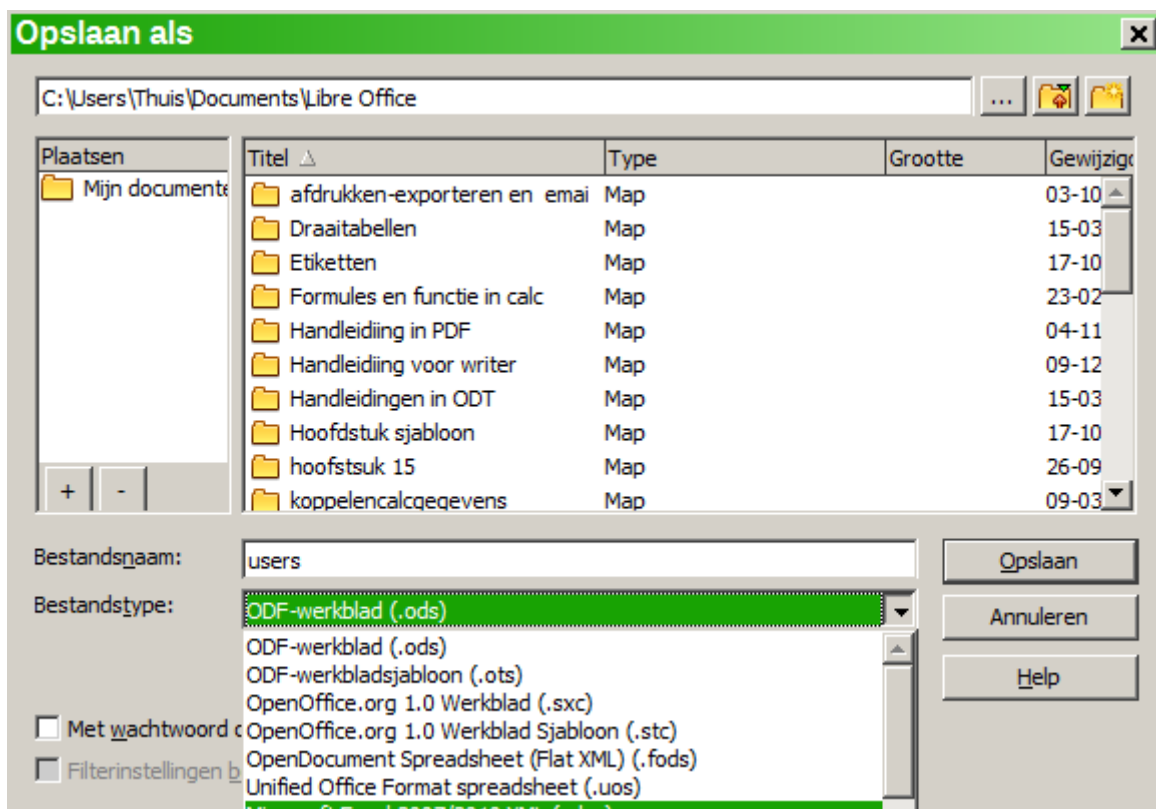 Opslaan als
C:\Users\Thuis\Documents\Libre Office
...
Plaatsen
Titel Type Grootte Gewijzigd
Mijn documente
afdrukken-exporteren en emai Map 03-10
Draaitabellen Map 15-03
Etiketten Map 17-10
Formules en functie in calc Map 23-02
Handleidiing in PDF Map 04-11
Handleidiing voor writer Map 09-12
Handleidingen in ODT Map 15-03
Hoofdstuk sjabloon Map 17-10
hoofstsuk 15 Map 26-09
koppelencalcgegevens Map 09-03
+ -
Bestandsnaam: users Opslaan
Bestandstype: ODF-werkblad (.ods) Annuleren
ODF-werkblad (.ods)
ODF-werkbladsjabloon (.ots)
Help
OpenOffice.org 1.0 Werkblad (.sxc)
Met wachtwoord OpenOffice.org 1.0 Werkblad Sjabloon (.stc)
OpenDocument Spreadsheet (Flat XML) (.fods)
Filterinstellingen b
Unified Office Format spreadsheet (.uos)